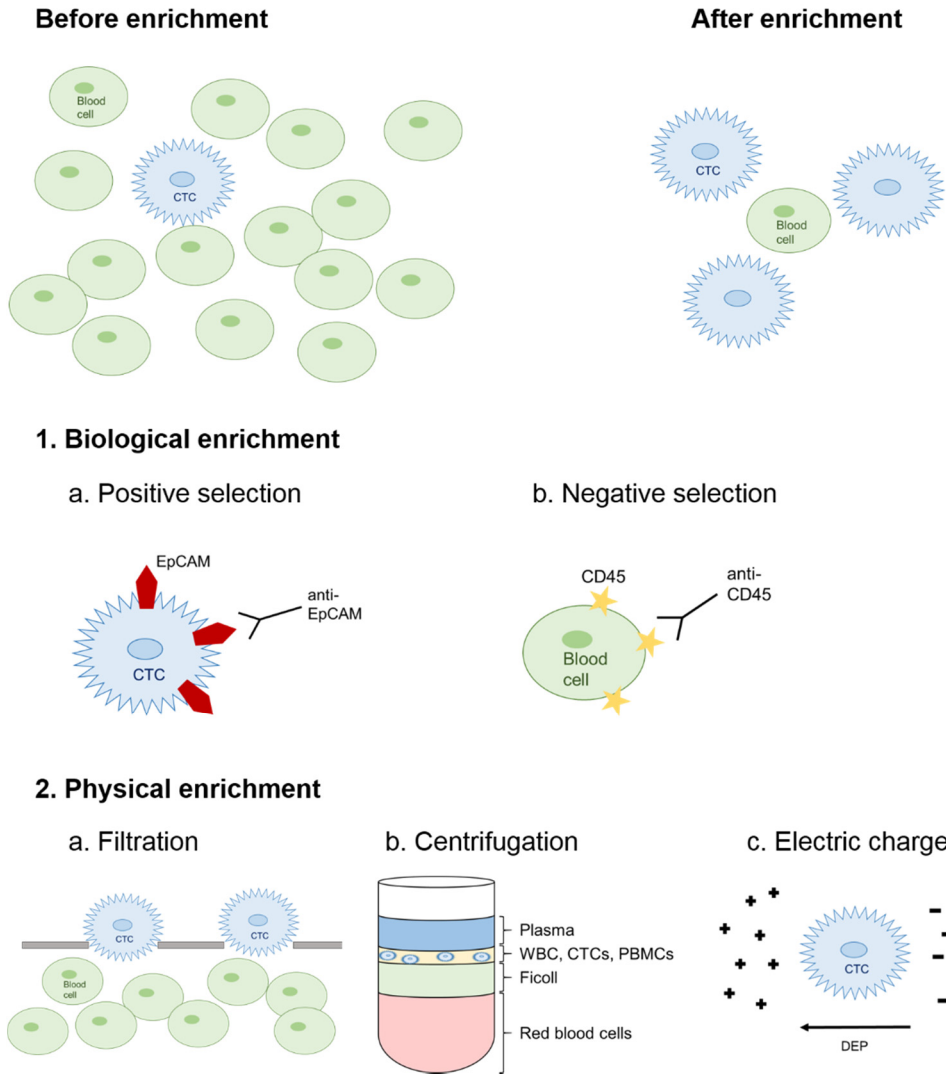 Before enrichment
After enrichment
Blood
cell
CTC
CTC
Blood
cell
1. Biological enrichment
a. Positive selection
b. Negative selection
EpCAM
anti-
EpCAM
CTC
CD45
anti-
CD45
Blood
cell
2. Physical enrichment
a. Filtration
b. Centrifugation
c. Electric charge
CTC
CTC
Blood
cell
Plasma
WBC, CTCs, PBMCs
Ficoll
Red blood cells
CTC
DEP